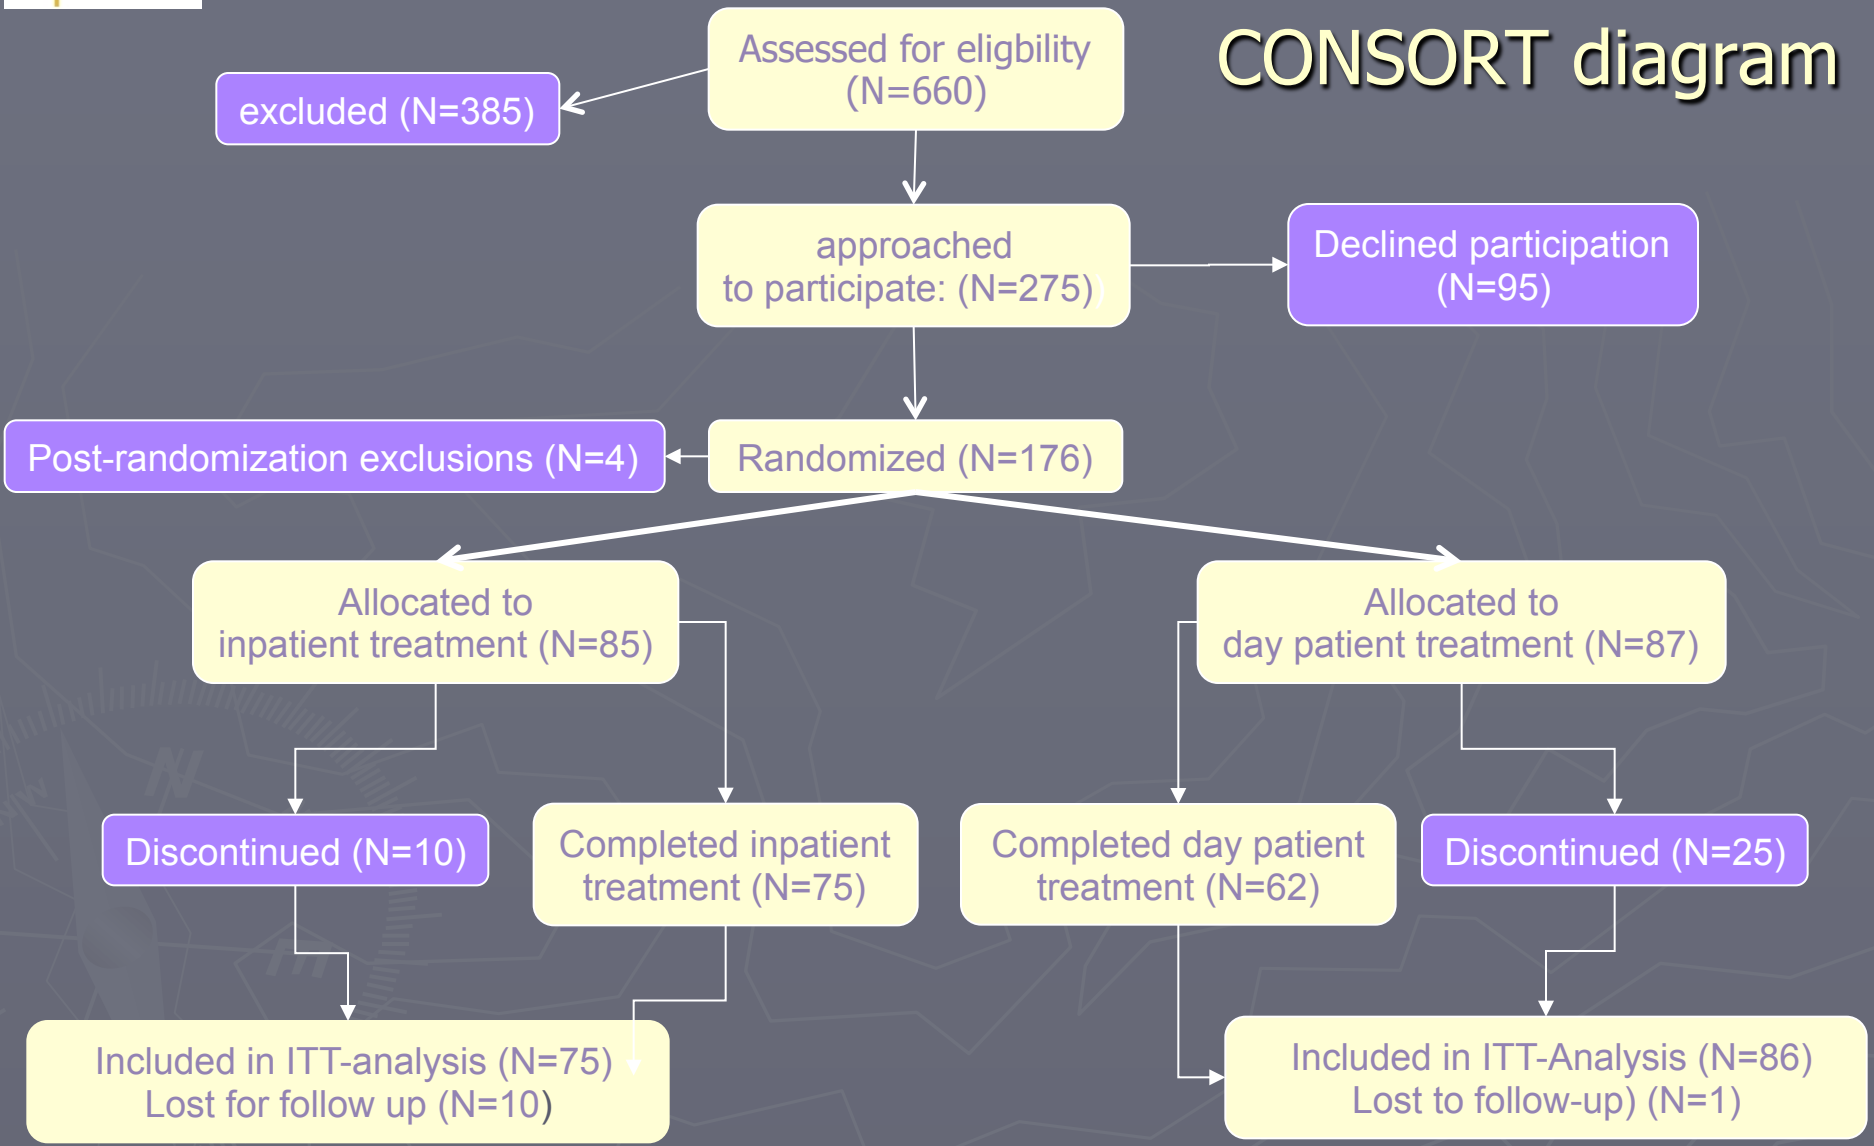 CONSORT diagram
Assessed for eligbility
(N=660)
excluded (N=385)
approached
to participate: (N=275))
Declined participation
(N=95)
Post-randomization exclusions (N=4)
Randomized (N=176)
Allocated to
inpatient treatment (N=85)
Allocated to
day patient treatment (N=87)
Discontinued (N=10)
Completed inpatient
treatment (N=75)
Completed day patient
treatment (N=62)
Discontinued (N=25)
Included in ITT-analysis (N=75)
Lost for follow up (N=10)
Included in ITT-Analysis (N=86)
Lost to follow-up) (N=1)
N
E